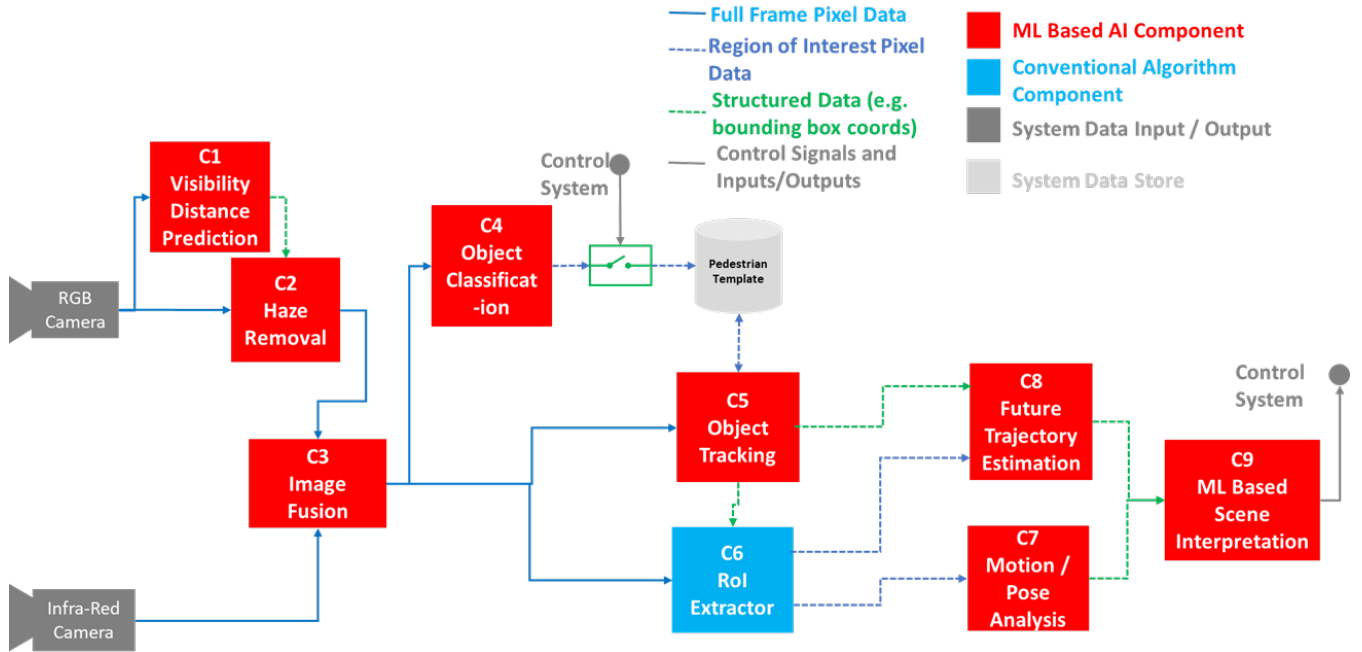 Full Frame Pixel Data
Region of Interest Pixel
Data
Structured Data (e.g.
bounding box coords)
Control Signals and
Inputs/Outputs
ML Based AI Component
Conventional Algorithm
Component
System Data Input / Output
System Data Store
C1
Visibility
Distance
Prediction
C2
Haze
Removal
RGB
Camera
Control
System
C4
Object
Classificat
-ion
Pedestrian
Template
C3
Image
Fusion
Infra-Red
Camera
C5
Object
Tracking
C6
RoI
Extractor
C8
Future
Trajectory
Estimation
C7
Motion /
Pose
Analysis
Control
System
C9
ML Based
Scene
Interpretation